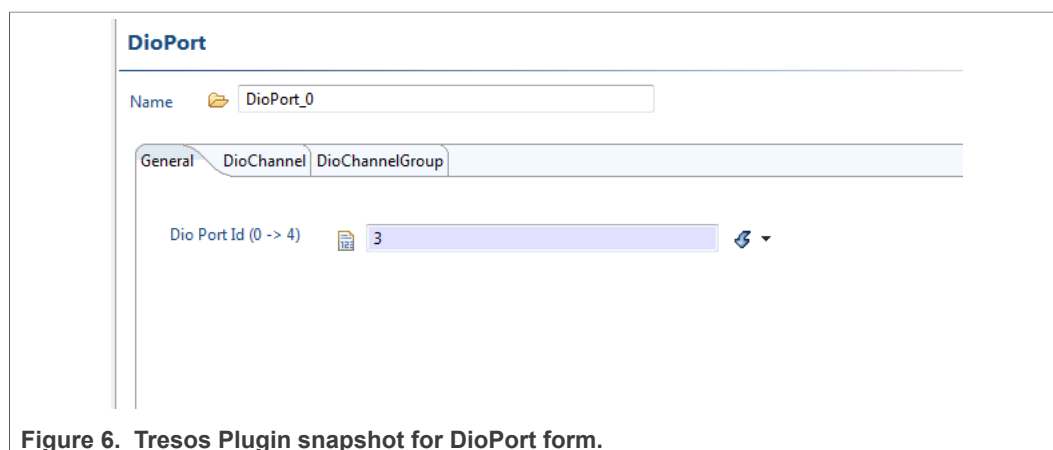 DioPort
Name DioPort_0
General DioChannel DioChannelGroup
Dio Port Id (0 -> 4) 3
Figure 6. Tresos Plugin snapshot for DioPort form.